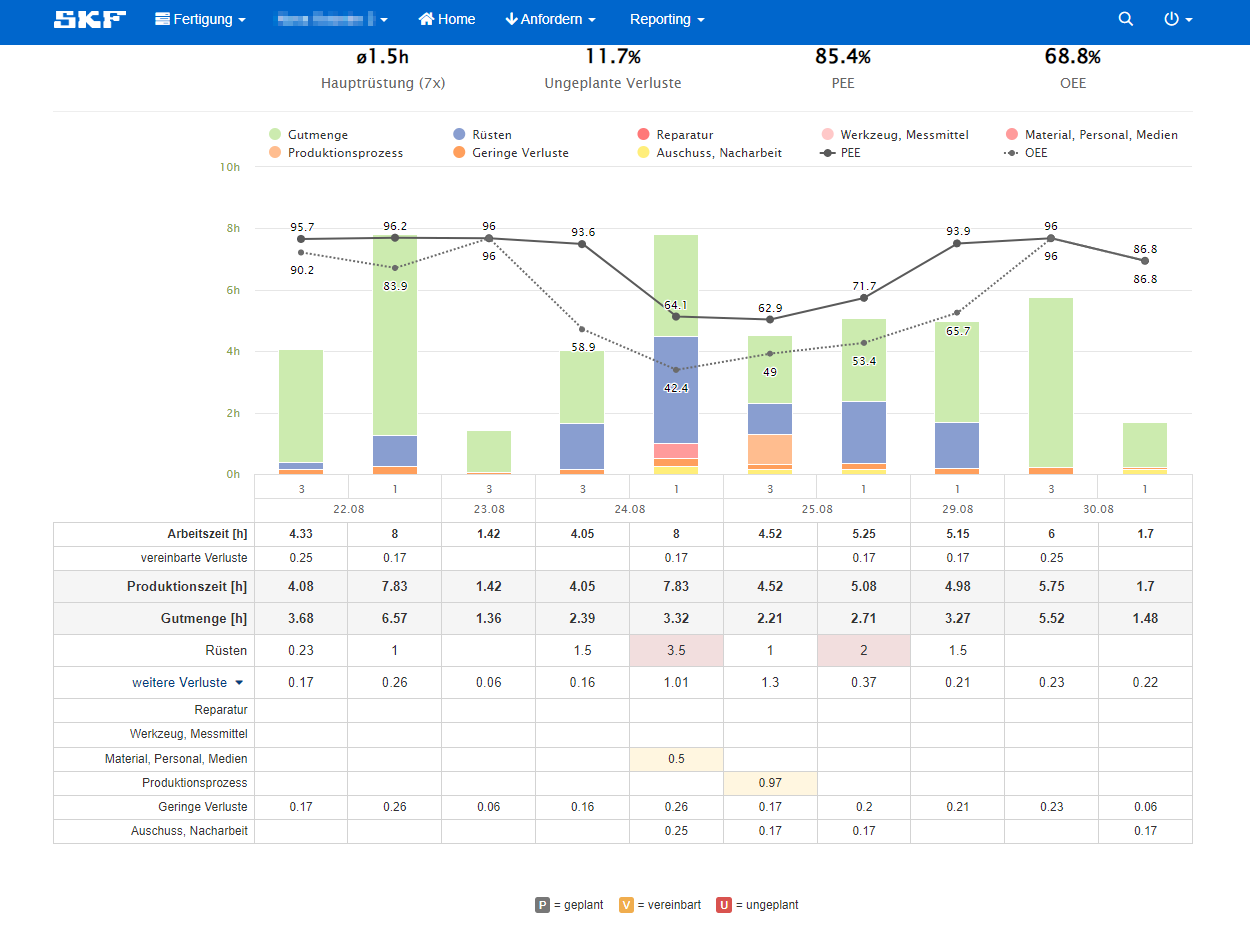 SKF Fertigung Home Anfordern Reporting
ø1.5h 11.7% 85.4% 68.8%
Hauptrüstung (7x) Ungeplante Verluste PEE OEE
Gutmenge Rüsten Reparatur Werkzeug, Messmittel Material, Personal, Medien
Produktionsprozess Geringe Verluste Auschuss, Nacharbeit PEE OEE
10h
8h
6h
4h
2h
0h
95.7 96.2 96 93.6 64.1 62.9 71.7 93.9 96 86.8
90.2 83.9 96 58.9 42.4 49 53.4 65.7 96 86.8
3 1 3 3 1 3 1 1 3 1
22.08 23.08 24.08 25.08 29.08 30.08
Arbeitszeit [h] 4.33 8 1.42 4.05 8 4.52 5.25 5.15 6 1.7
vereinbarte Verluste 0.25 0.17 0.17 0.17 0.17 0.25
Produktionszeit [h] 4.08 7.83 1.42 4.05 7.83 4.52 5.08 4.98 5.75 1.7
Gutmenge [h] 3.68 6.57 1.36 2.39 3.32 2.21 2.71 3.27 5.52 1.48
Rüsten 0.23 1 1.5 3.5 1 2 1.5
weitere Verluste 0.17 0.26 0.06 0.16 1.01 1.3 0.37 0.21 0.23 0.22
Reparatur
Werkzeug, Messmittel
Material, Personal, Medien 0.5
Produktionsprozess 0.97
Geringe Verluste 0.17 0.26 0.06 0.16 0.26 0.17 0.2 0.21 0.23 0.06
Auschuss, Nacharbeit 0.25 0.17 0.17 0.17
P = geplant V = vereinbart U = ungeplant